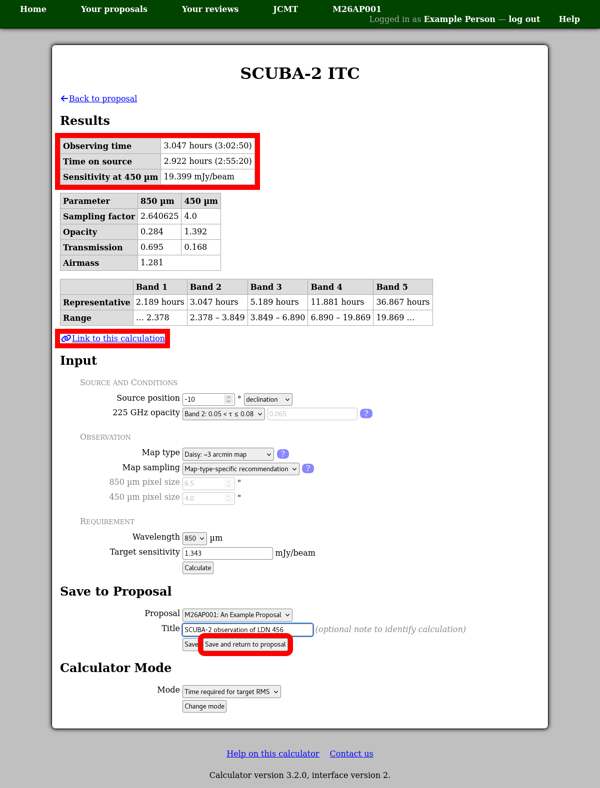 Home Your proposals Your reviews JCMT M26AP001
Logged in as Example Person — log out Help
SCUBA-2 ITC
Back to proposal
Results
Observing time 3.047 hours (3:02:50)
Time on source 2.922 hours (2:55:20)
Sensitivity at 450 µm 19.399 mJy/beam
Parameter 850 µm 450 µm
Sampling factor 2.640625 4.0
Opacity 0.284 1.392
Transmission 0.695 0.168
Airmass 1.281
Band 1 Band 2 Band 3 Band 4 Band 5
Representative 2.189 hours 3.047 hours 5.189 hours 11.881 hours 36.867 hours
Range ... 2.378 2.378 – 3.849 3.849 – 6.890 6.890 – 19.869 19.869 ...
Link to this calculation
Input
Source and Conditions
Source position -10 ° declination
225 GHz opacity Band 2: 0.05 < τ ≤ 0.08 0.065 ?
Observation
Map type Daisy: ~3 arcmin map ?
Map sampling Map-type-specific recommendation ?
850 µm pixel size 6.5 "
450 µm pixel size 4.0 "
Requirement
Wavelength 850 µm
Target sensitivity 1.343 mJy/beam
Calculate
Save to Proposal
Proposal M26AP001: An Example Proposal
Title SCUBA-2 observation of LDN 456 (optional note to identify calculation)
Save Save and return to proposal
Calculator Mode
Mode Time required for target RMS
Change mode
Help on this calculator Contact us
Calculator version 3.2.0, interface version 2.